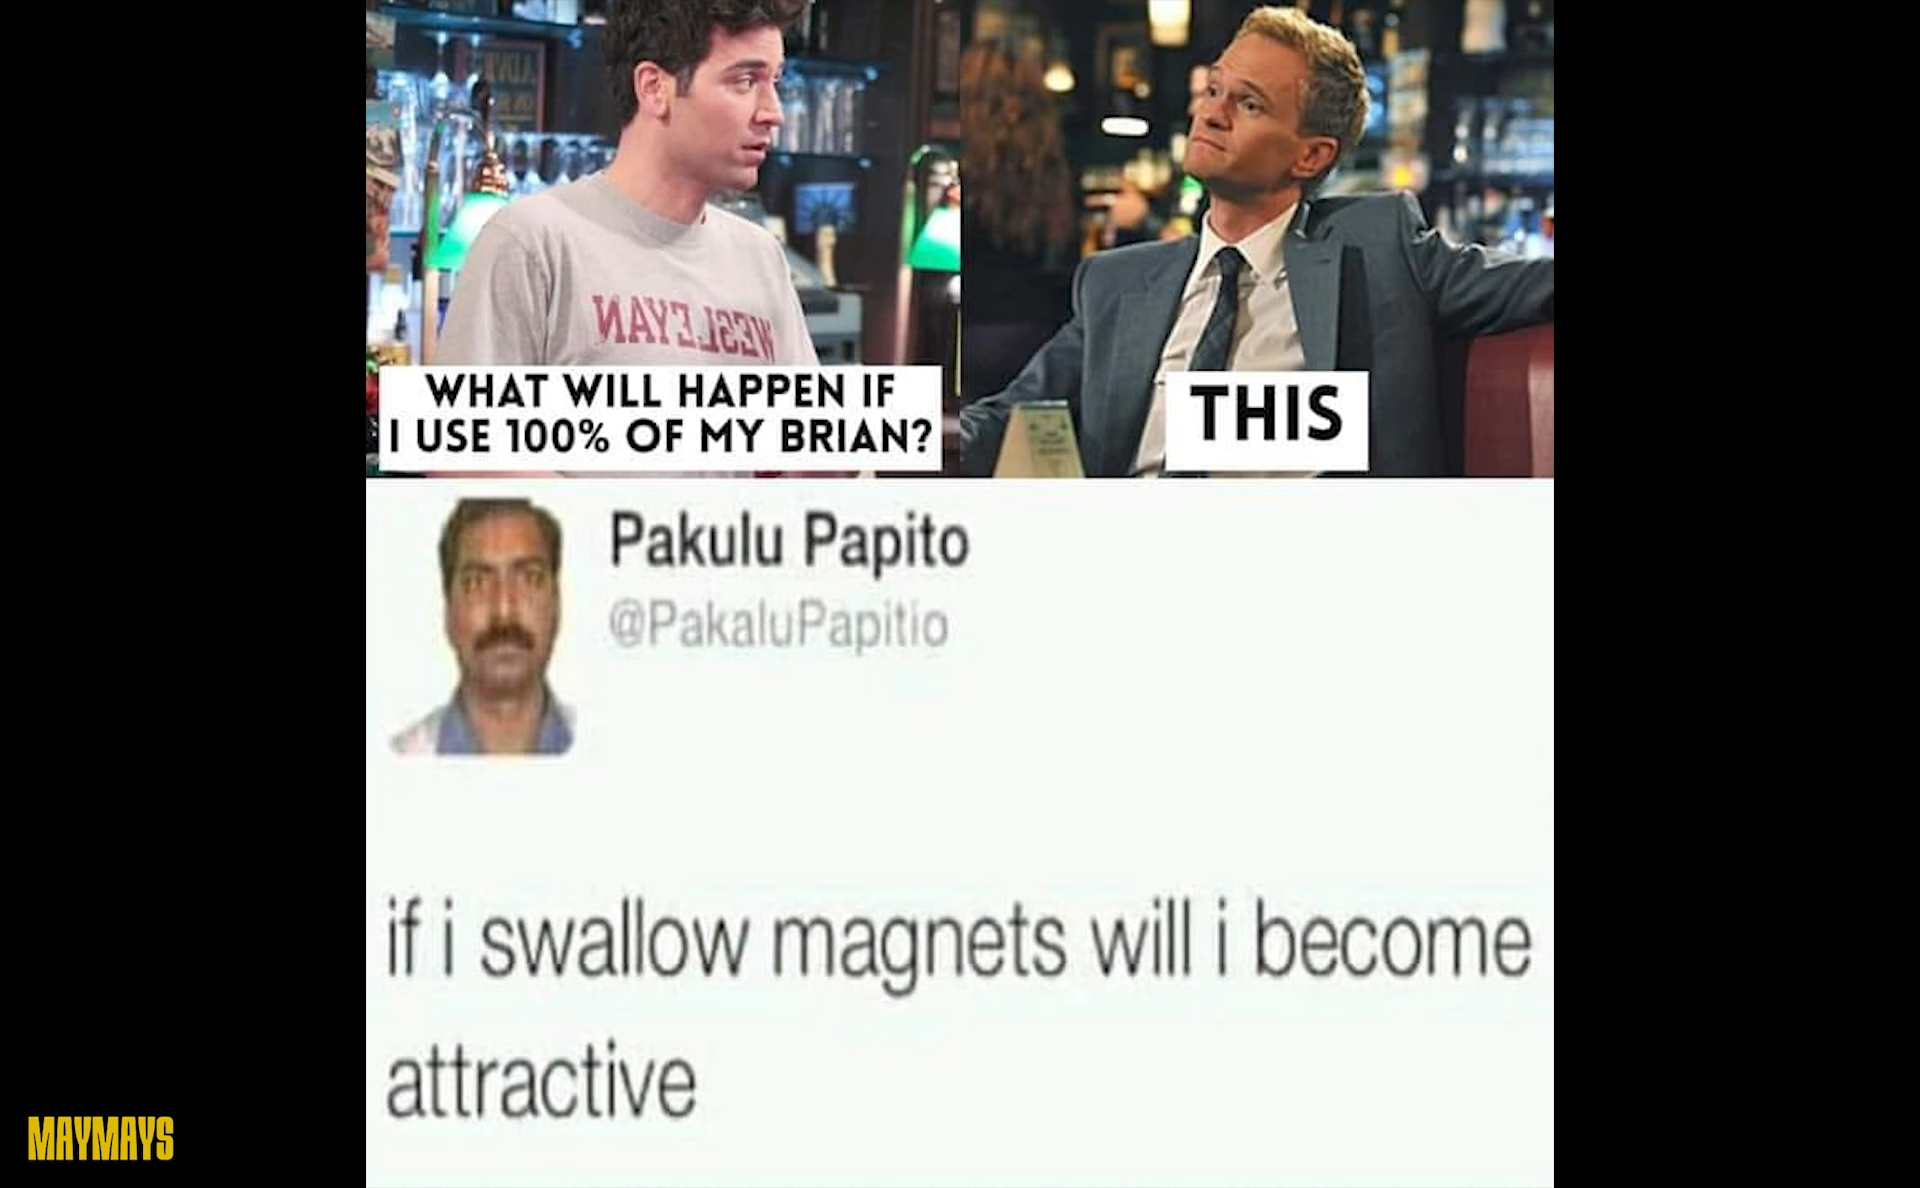 WESLEYAN
WHAT WILL HAPPEN IF
I USE 100% OF MY BRIAN?
THIS
Pakulu Papito
@PakaluPapitio
if i swallow magnets will i become
attractive
MAYMAYS